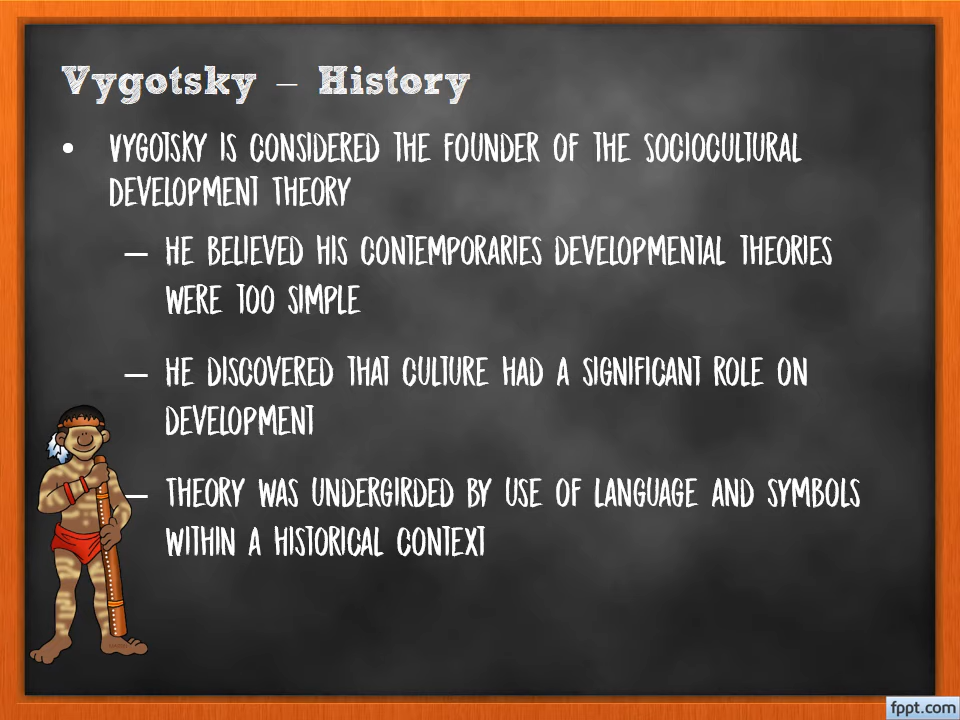 Vygotsky – History
• VYGOTSKY IS CONSIDERED THE FOUNDER OF THE SOCIOCULTURAL
DEVELOPMENT THEORY
– HE BELIEVED HIS CONTEMPORARIES DEVELOPMENTAL THEORIES
WERE TOO SIMPLE
– HE DISCOVERED THAT CULTURE HAD A SIGNIFICANT ROLE ON
DEVELOPMENT
– THEORY WAS UNDERGIRDED BY USE OF LANGUAGE AND SYMBOLS
WITHIN A HISTORICAL CONTEXT
fppt.com